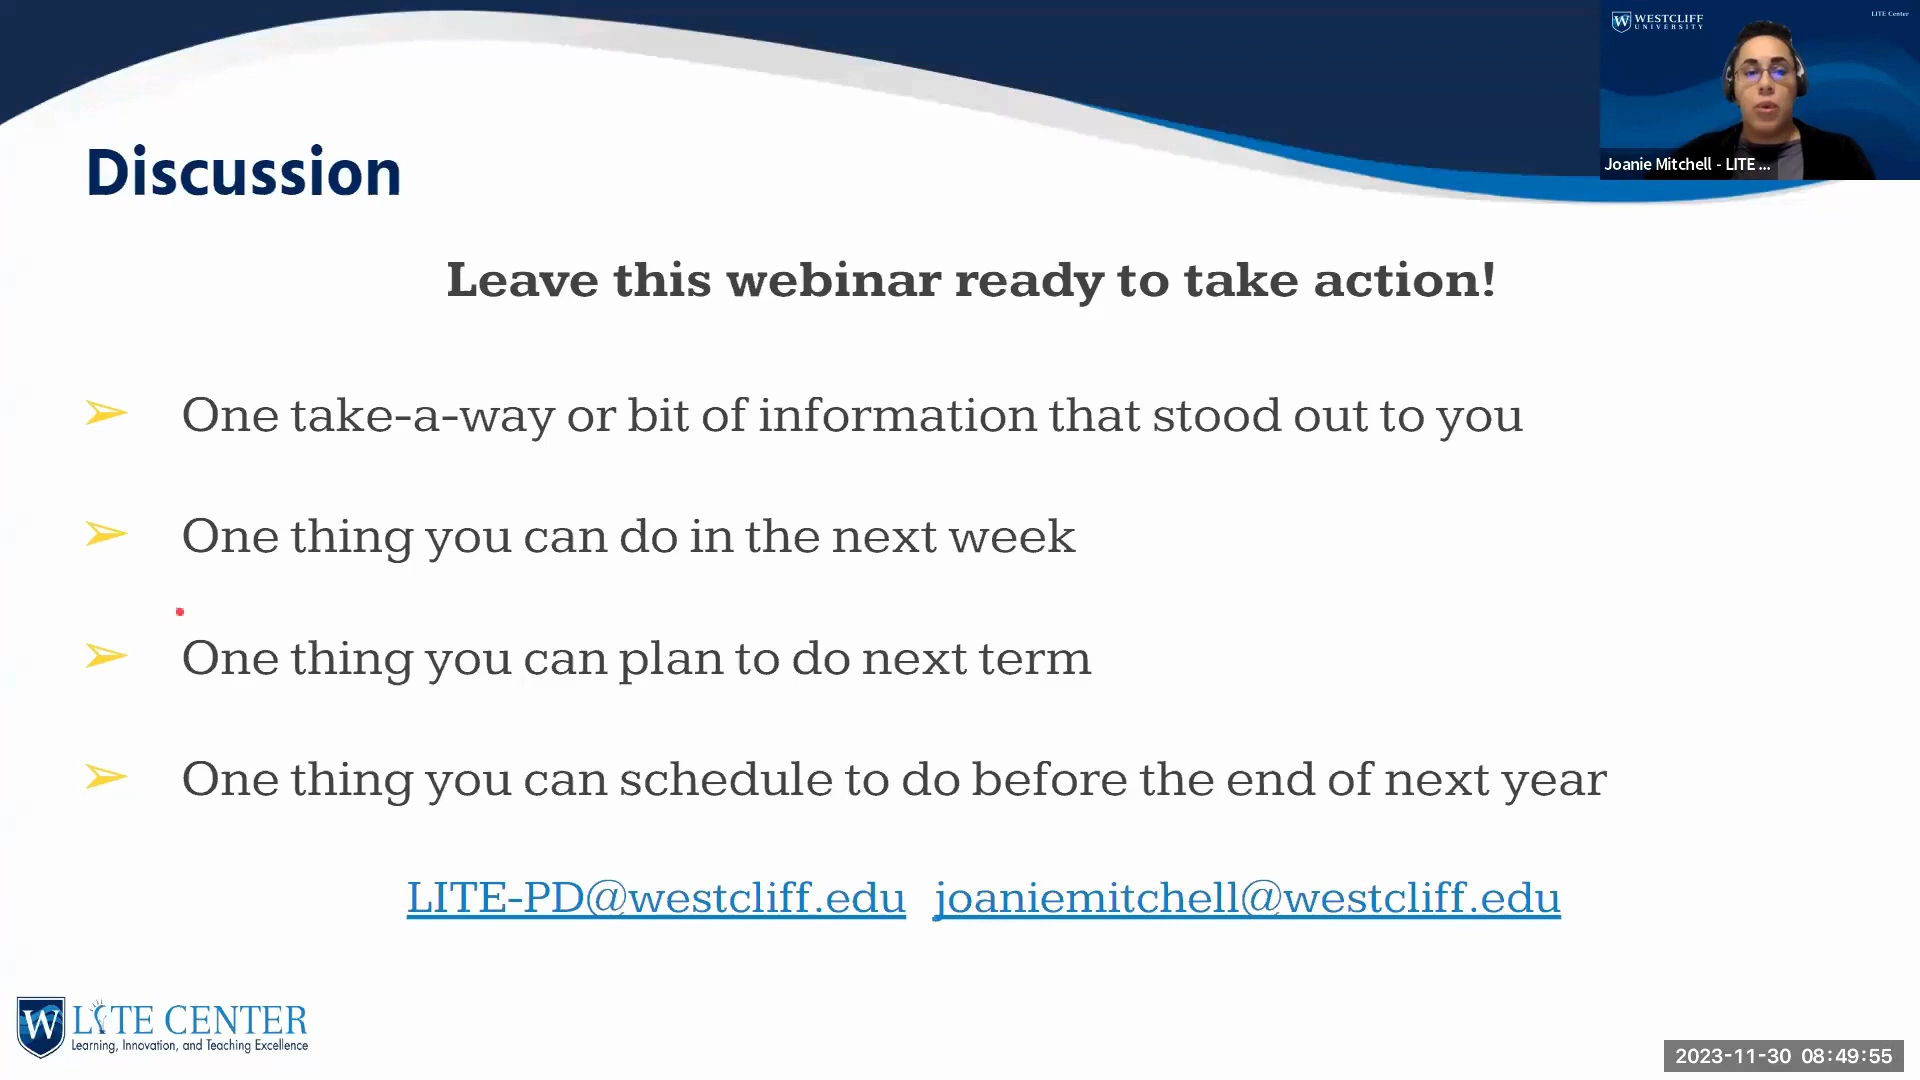 WESTCLIFF
UNIVERSITY
LITE Center
Joanie Mitchell - LITE ...
Discussion
Leave this webinar ready to take action!
➢ One take-a-way or bit of information that stood out to you
➢ One thing you can do in the next week
➢ One thing you can plan to do next term
➢ One thing you can schedule to do before the end of next year
LITE-PD@westcliff.edu joaniemitchell@westcliff.edu
W LITE CENTER
Learning, Innovation, and Teaching Excellence
2023-11-30 08:49:55